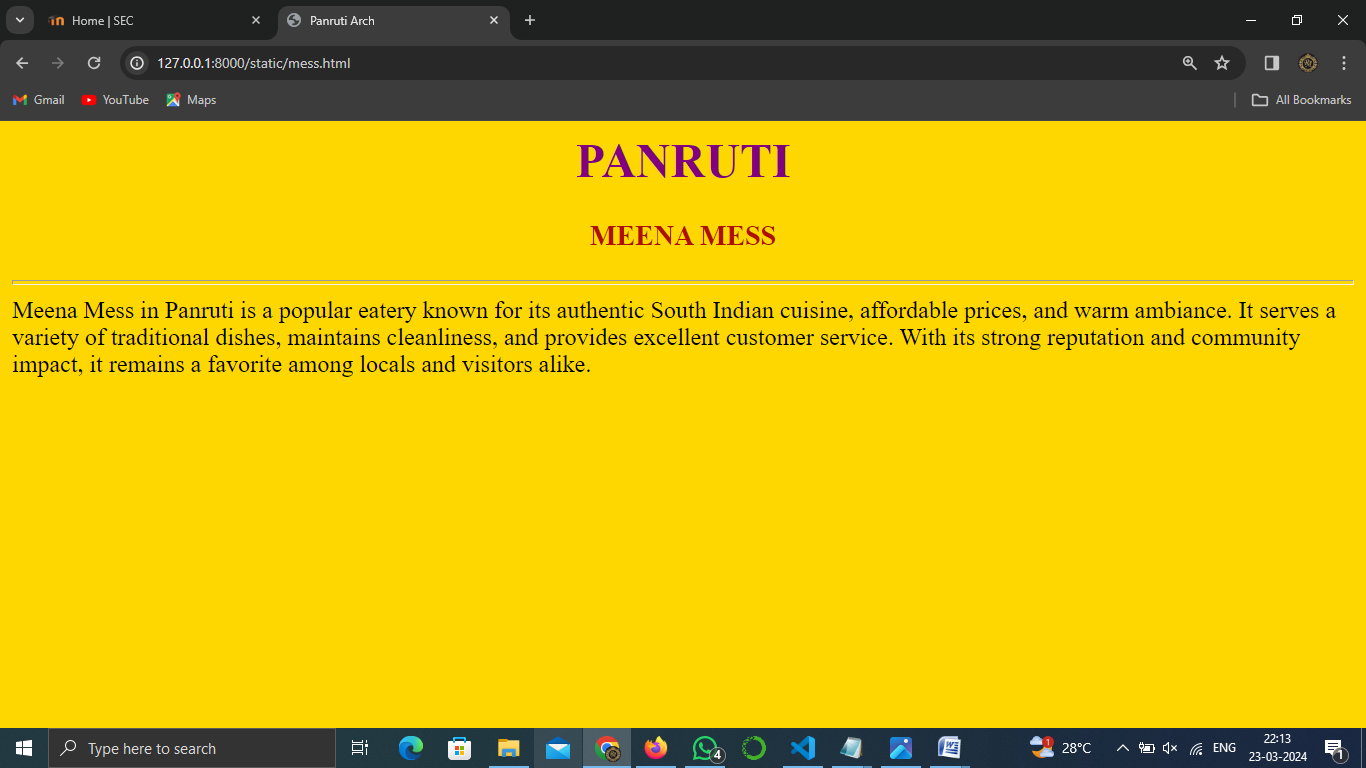 Home | SEC
Panruti Arch
127.0.0.1:8000/static/mess.html
Gmail
YouTube
Maps
All Bookmarks
PANRUTI
MEENA MESS
Meena Mess in Panruti is a popular eatery known for its authentic South Indian cuisine, affordable prices, and warm ambiance. It serves a
variety of traditional dishes, maintains cleanliness, and provides excellent customer service. With its strong reputation and community
impact, it remains a favorite among locals and visitors alike.
Type here to search
4
1
28°C
ENG
22:13
23-03-2024
1